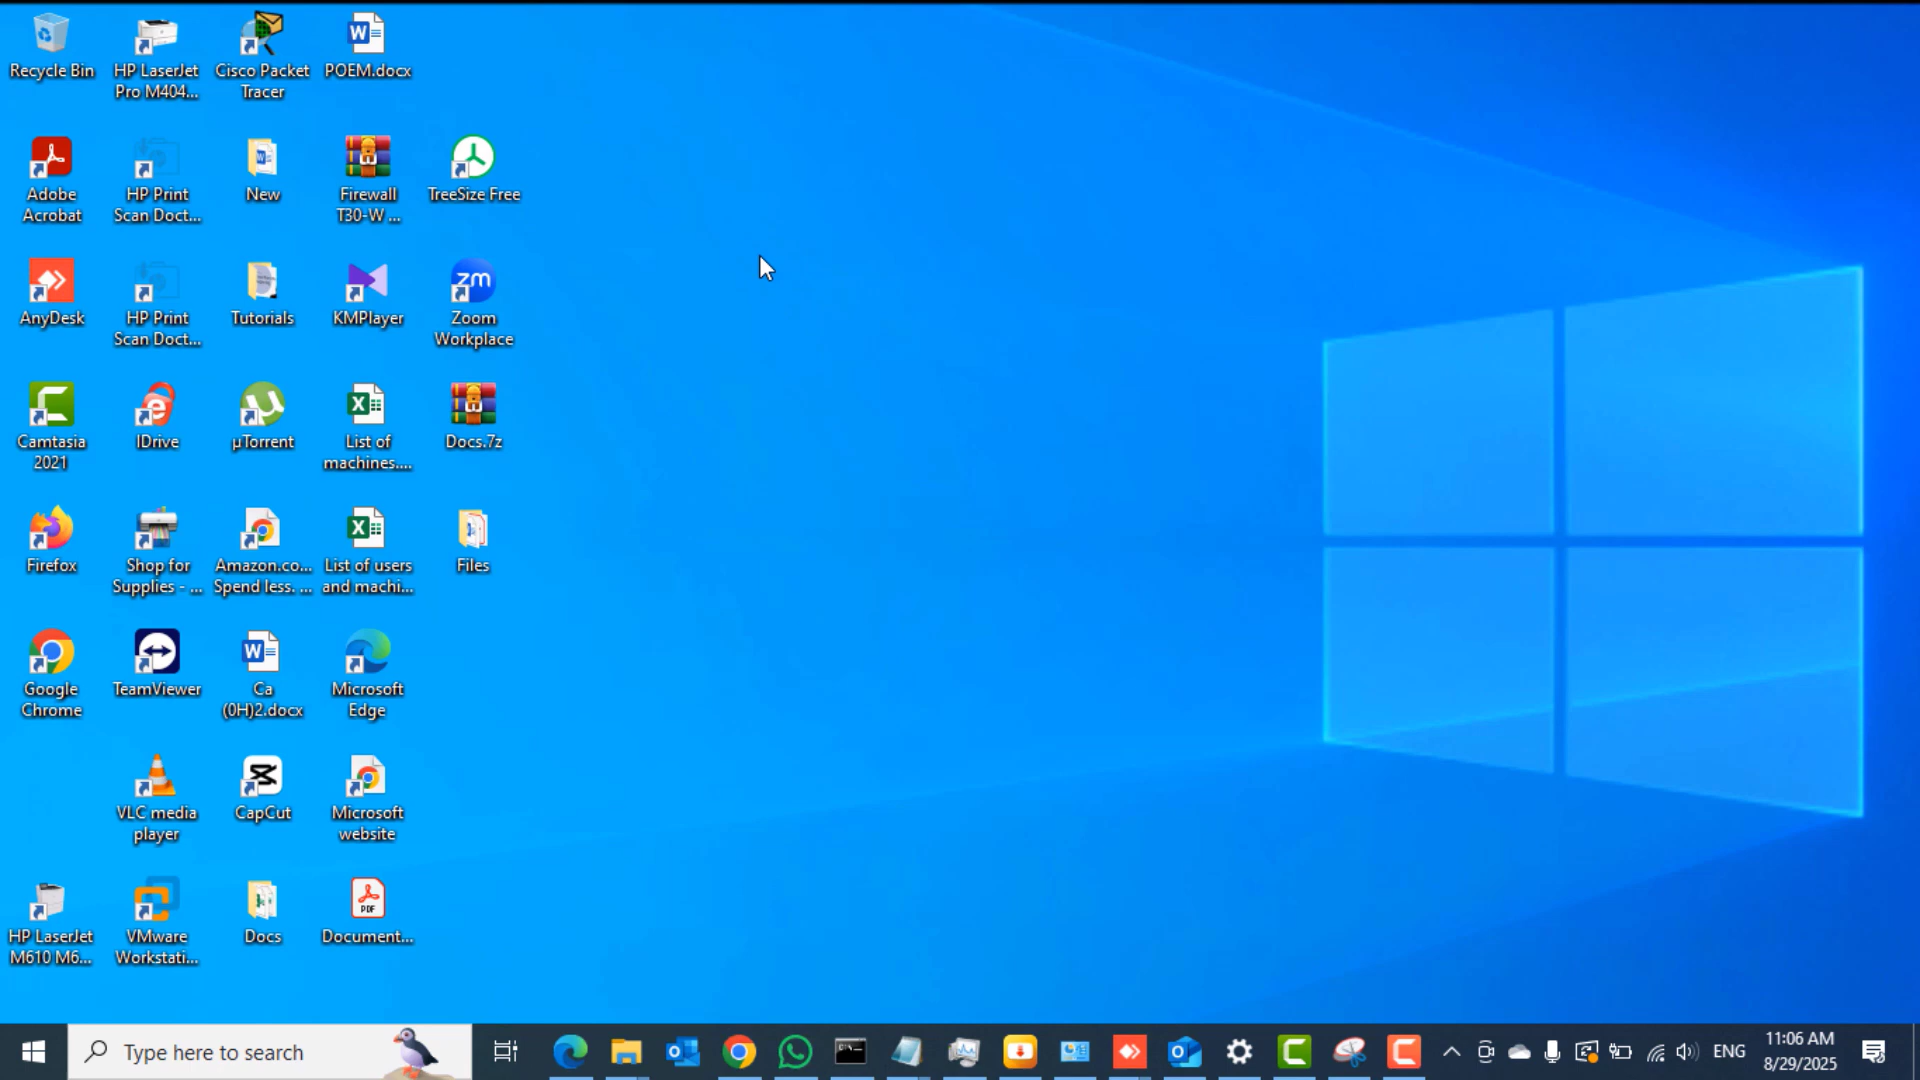 Recycle Bin
HP LaserJet
Pro M404...
Cisco Packet
Tracer
POEM.docx
Adobe
Acrobat
HP Print
Scan Doct...
New
Firewall
T30-W ...
TreeSize Free
AnyDesk
HP Print
Scan Doct...
Tutorials
KMPlayer
zm
Zoom
Workplace
Camtasia
2021
IDrive
µTorrent
List of
machines....
Docs.7z
Firefox
Shop for
Supplies - ...
Amazon.co...
Spend less. ...
List of users
and machi...
Files
Google
Chrome
TeamViewer
Ca
(0H)2.docx
Microsoft
Edge
VLC media
player
CapCut
Microsoft
website
HP LaserJet
M610 M6...
VMware
Workstati...
Docs
PDF
Document...
Type here to search
ENG
11:06 AM
8/29/2025